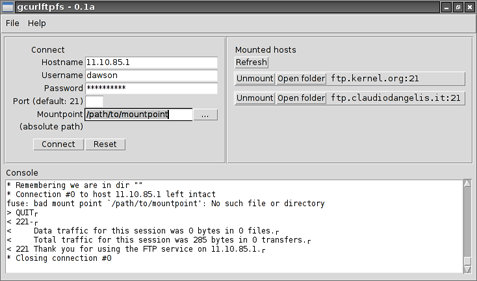 gcurlftpfs - 0.1a
File Help
Connect
Hostname 11.10.85.1
Username dawson
Password **********
Port (default: 21)
Mountpoint /path/to/mountpoint ...
(absolute path)
Connect Reset
Mounted hosts
Refresh
Unmount Open folder ftp.kernel.org:21
Unmount Open folder ftp.claudiodangelis.it:21
Console
* Remembering we are in dir ""
* Connection #0 to host 11.10.85.1 left intact
fuse: bad mount point `/path/to/mountpoint': No such file or directory
> QUIT┌
< 221-┌
<     Data traffic for this session was 0 bytes in 0 files.┌
<     Total traffic for this session was 285 bytes in 0 transfers.┌
< 221 Thank you for using the FTP service on 11.10.85.1.┌
* Closing connection #0